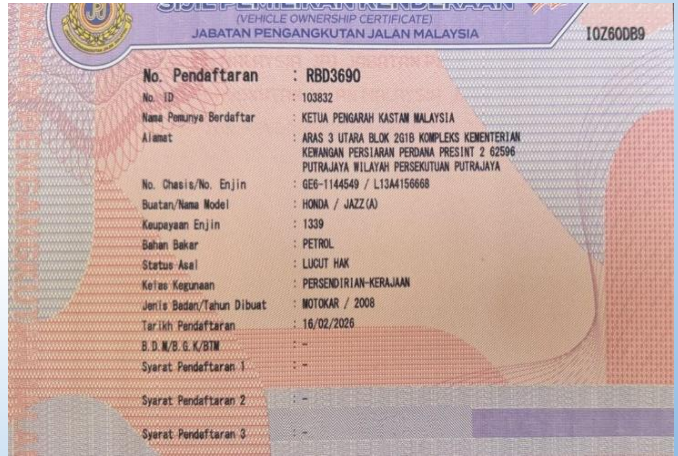 SIJIL PEMILIKAN KENDERAAN
(VEHICLE OWNERSHIP CERTIFICATE)
JABATAN PENGANGKUTAN JALAN MALAYSIA
IOZ60DB9
No. Pendaftaran : RBD3690
No. ID : 103832
Nama Pemunya Berdaftar : KETUA PENGARAH KASTAM MALAYSIA
Alamat : ARAS 3 UTARA BLOK 2G1B KOMPLEKS KEMENTERIAN
KEWANGAN PERSIARAN PERDANA PRESINT 2 62596
PUTRAJAYA WILAYAH PERSEKUTUAN PUTRAJAYA
No. Chasis/No. Enjin : GE6-1144549 / L13A4156668
Buatan/Nama Model : HONDA / JAZZ(A)
Keupayaan Enjin : 1339
Bahan Bakar : PETROL
Status Asal : LUCUT HAK
Kelas Kegunaan : PERSENDIRIAN-KERAJAAN
Jenis Badan/Tahun Dibuat : MOTOKAR / 2008
Tarikh Pendaftaran : 16/02/2026
B.D.M/B.G.K/BTM : -
Syarat Pendaftaran 1 : -
Syarat Pendaftaran 2 : -
Syarat Pendaftaran 3 : -